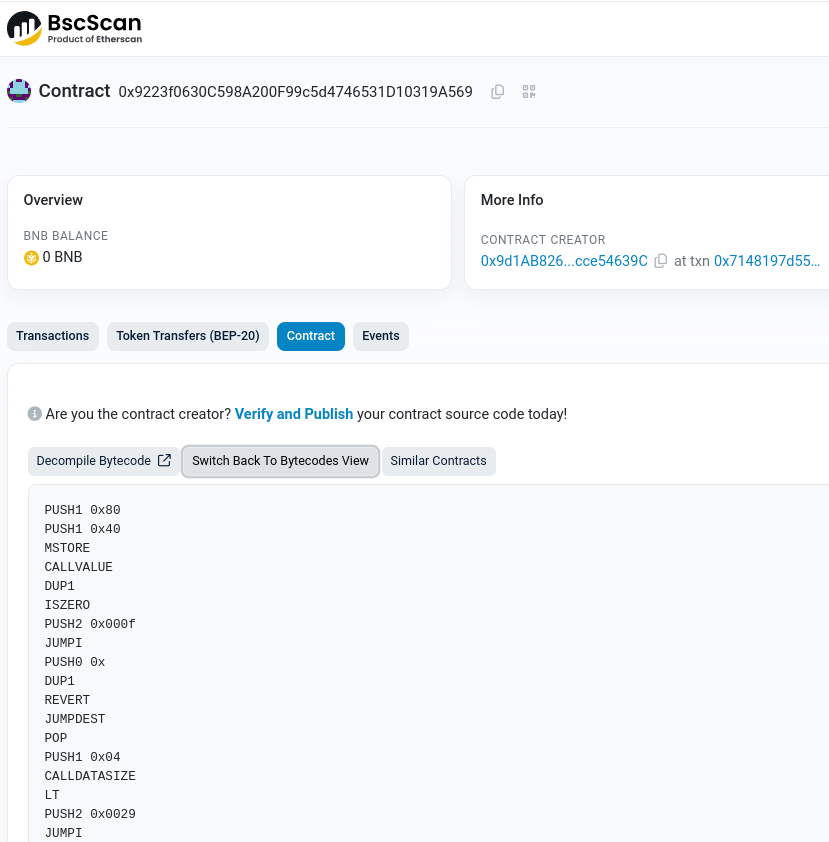 BscScan
Product of Etherscan
Contract 0x9223f0630C598A200F99c5d4746531D10319A569
Overview
BNB BALANCE
0 BNB
More Info
CONTRACT CREATOR
0x9d1AB826...cce54639C at txn 0x7148197d55...
Transactions
Token Transfers (BEP-20)
Contract
Events
Are you the contract creator? Verify and Publish your contract source code today!
Decompile Bytecode
Switch Back To Bytecodes View
Similar Contracts
PUSH1 0x80
PUSH1 0x40
MSTORE
CALLVALUE
DUP1
ISZERO
PUSH2 0x000f
JUMPI
PUSH0 0x
DUP1
REVERT
JUMPDEST
POP
PUSH1 0x04
CALLDATASIZE
LT
PUSH2 0x0029
JUMPI